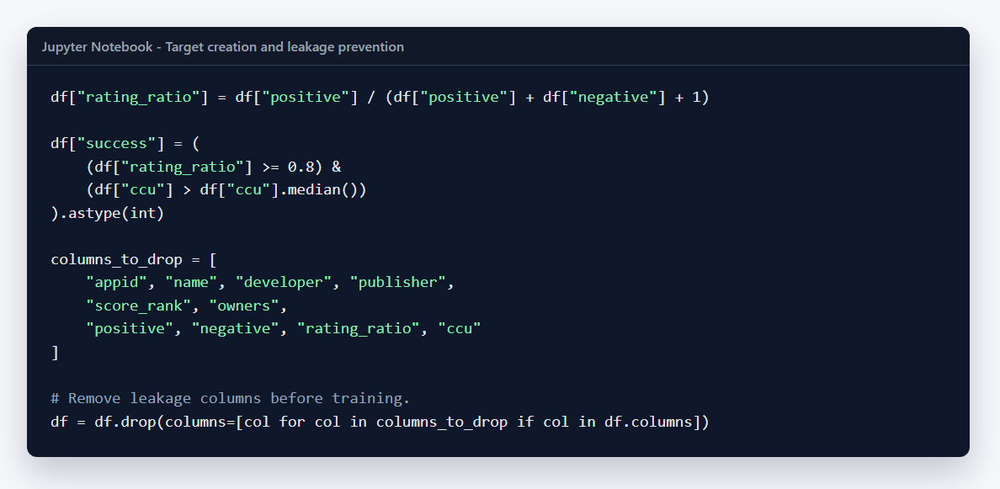 Jupyter Notebook - Target creation and leakage prevention
df["rating_ratio"] = df["positive"] / (df["positive"] + df["negative"] + 1)
df["success"] = (
    (df["rating_ratio"] >= 0.8) &
    (df["ccu"] > df["ccu"].median())
).astype(int)
columns_to_drop = [
    "appid", "name", "developer", "publisher",
    "score_rank", "owners",
    "positive", "negative", "rating_ratio", "ccu"
]
# Remove leakage columns before training.
df = df.drop(columns=[col for col in columns_to_drop if col in df.columns])